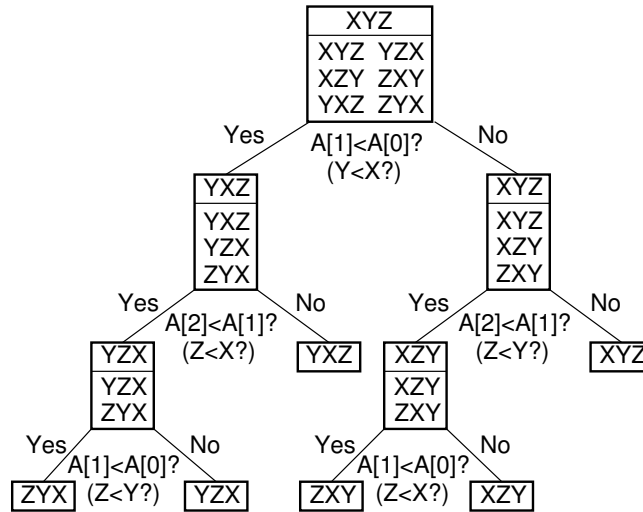 XYZ
XYZ YZX
XZY ZXY
YXZ ZYX
Yes
A[1]<A[0]?
(Y<X?)
No
YXZ
YXZ
YZX
ZYX
XYZ
XYZ
XZY
ZXY
Yes
A[2]<A[1]?
(Z<X?)
No
Yes
A[2]<A[1]?
(Z<Y?)
No
YZX
YZX
ZYX
YXZ
XZY
XZY
ZXY
XYZ
Yes
A[1]<A[0]?
(Z<Y?)
No
Yes
A[1]<A[0]?
(Z<X?)
No
ZYX
YZX
ZXY
XZY